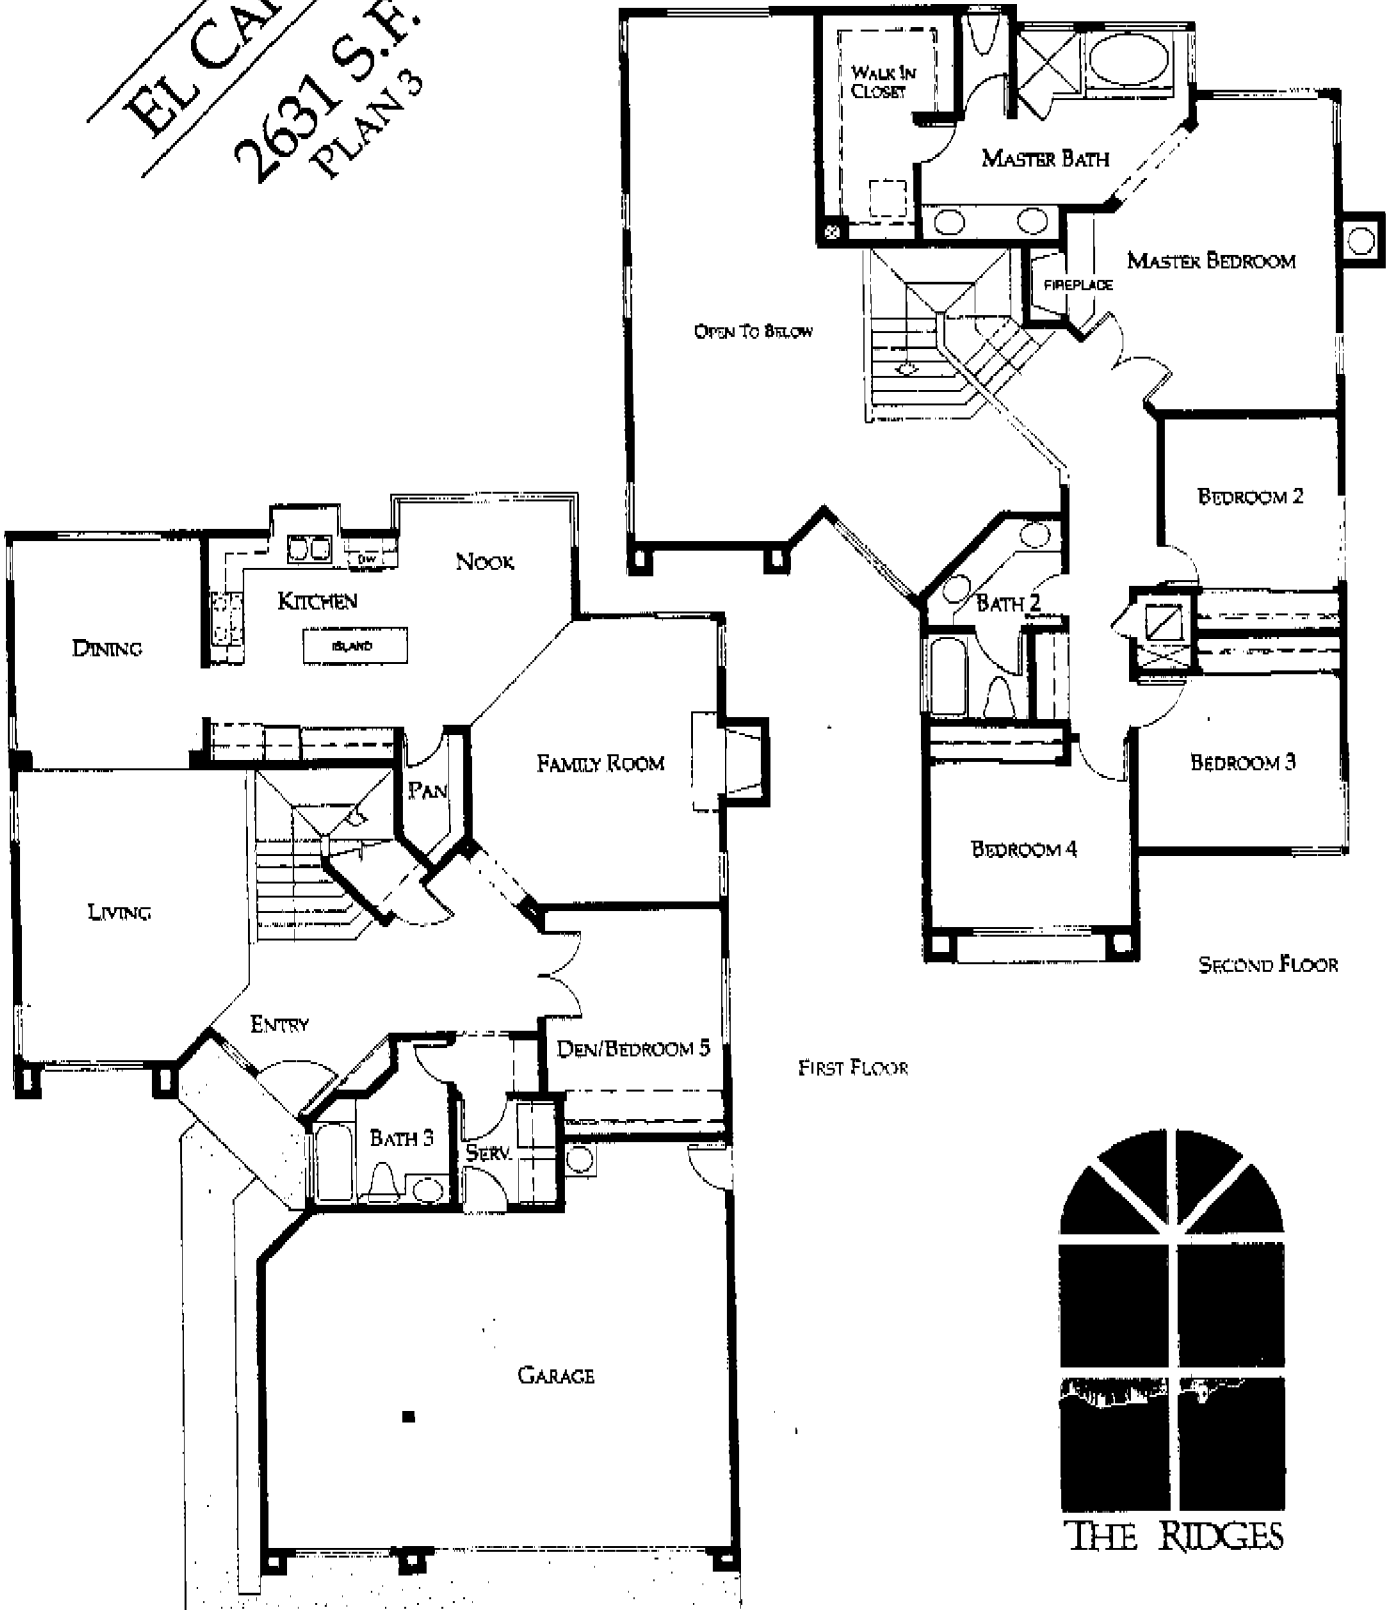 2631 S.F.
PLAN 3
WALK IN
CLOSET
MASTER BATH
MASTER BEDROOM
FIREPLACE
OPEN TO BELOW
BEDROOM 2
BATH 2
BEDROOM 3
BEDROOM 4
SECOND FLOOR
NOOK
DW
KITCHEN
ISLAND
DINING
FAMILY ROOM
PAN
LIVING
ENTRY
DEN/BEDROOM 5
FIRST FLOOR
BATH 3
SERV.
GARAGE
THE RIDGES